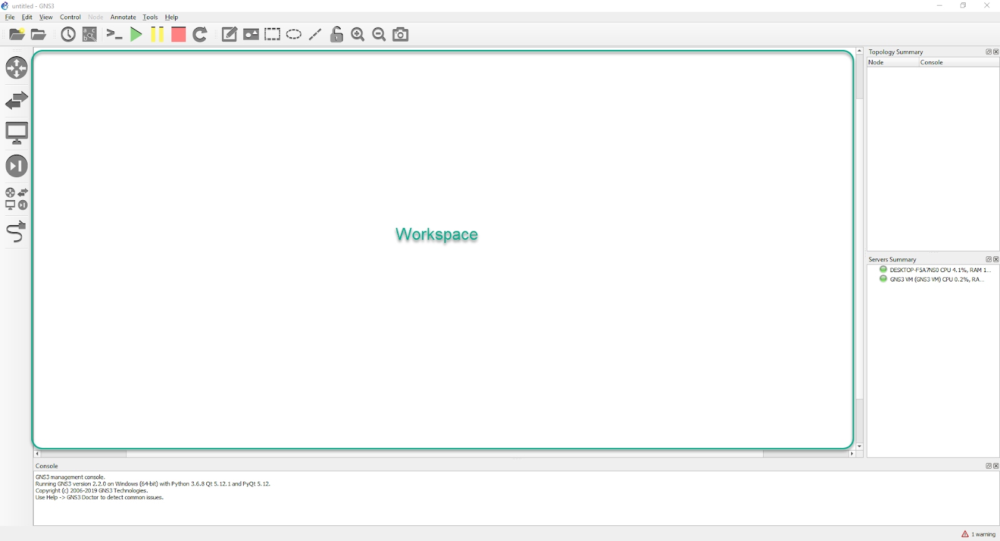 untitled - GNS3
File Edit View Control Node Annotate Tools Help
Topology Summary
Node Console
Workspace
Servers Summary
DESKTOP-F5A7NS0 CPU 4.1%, RAM 1...
GNS3 VM (GNS3 VM) CPU 0.2%, RA...
Console
GNS3 management console.
Running GNS3 version 2.2.0 on Windows (64-bit) with Python 3.6.8 Qt 5.12.1 and PyQt 5.12.
Copyright (c) 2006-2019 GNS3 Technologies.
Use Help -> GNS3 Doctor to detect common issues.
1 warning